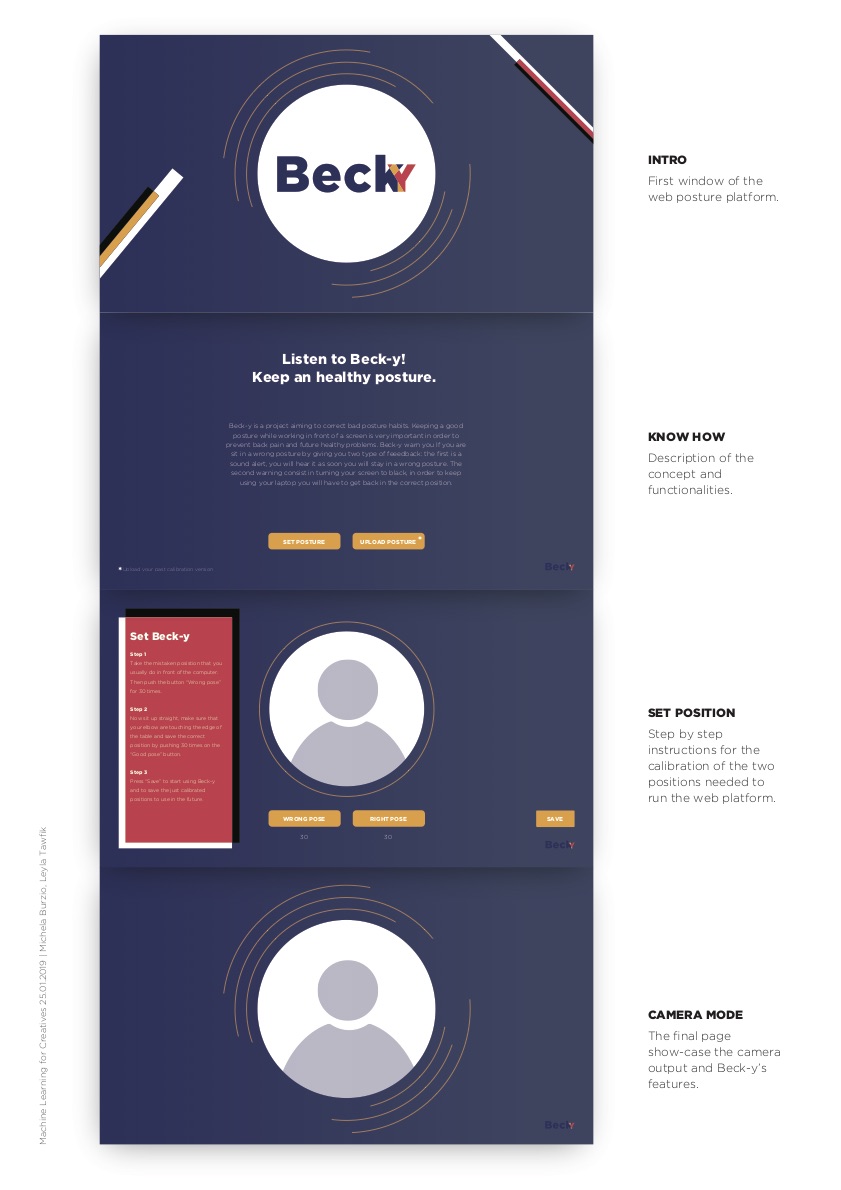 Becky
INTRO
First window of the
web posture platform.
Listen to Beck-y!
Keep an healthy posture.
Beck-y is a project aiming to correct bad posture habits. Keeping a good
posture while working in front of a screen is very important in order to
prevent back pain and future healthy problems. Beck-y warn you if you are
sit in a wrong posture by giving you two type of feeedback: the first is a
sound alert, you will hear it as soon you will stay in a wrong posture. The
second warning consist in turning your screen to black, in order to keep
using your laptop you will have to get back in the correct position.
SET POSTURE
UPLOAD POSTURE *
* Upload your past calibration version
Becky
KNOW HOW
Description of the
concept and
functionalities.
Set Beck-y
Step 1
Take the mistaken position that you
usually do in front of the computer.
Then push the button “Wrong pose”
for 30 times.
Step 2
Now sit up straight, make sure that
your elbow are touching the edge of
the table and save the correct
position by pushing 30 times on the
“Good pose” button.
Step 3
Press “Save” to start using Beck-y
and to save the just calibrated
positions to use in the future.
WRONG POSE
RIGHT POSE
30
30
SAVE
Becky
SET POSITION
Step by step
instructions for the
calibration of the two
positions needed to
run the web platform.
Becky
CAMERA MODE
The final page
show-case the camera
output and Beck-y’s
features.
Machine Learning for Creatives 25.01.2019 | Michela Burzio, Leyla Tawfik